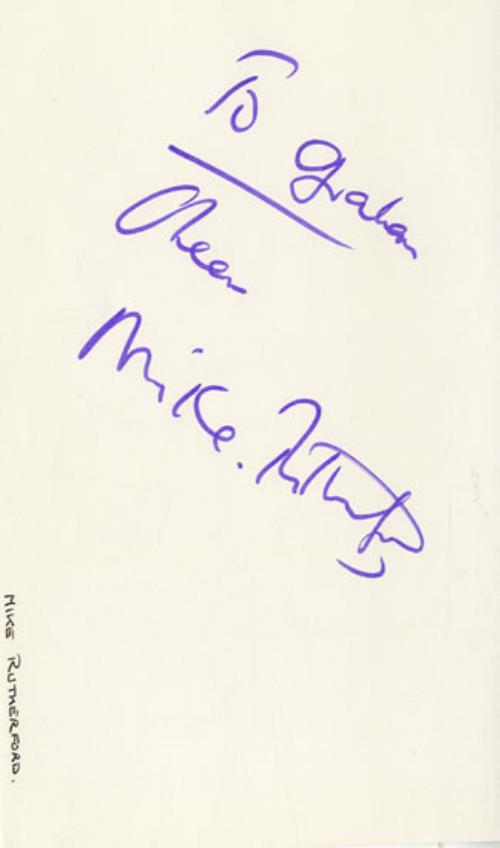 To Graham
Cheers
Mike. Rutherford
MIKE RUTHERFORD.